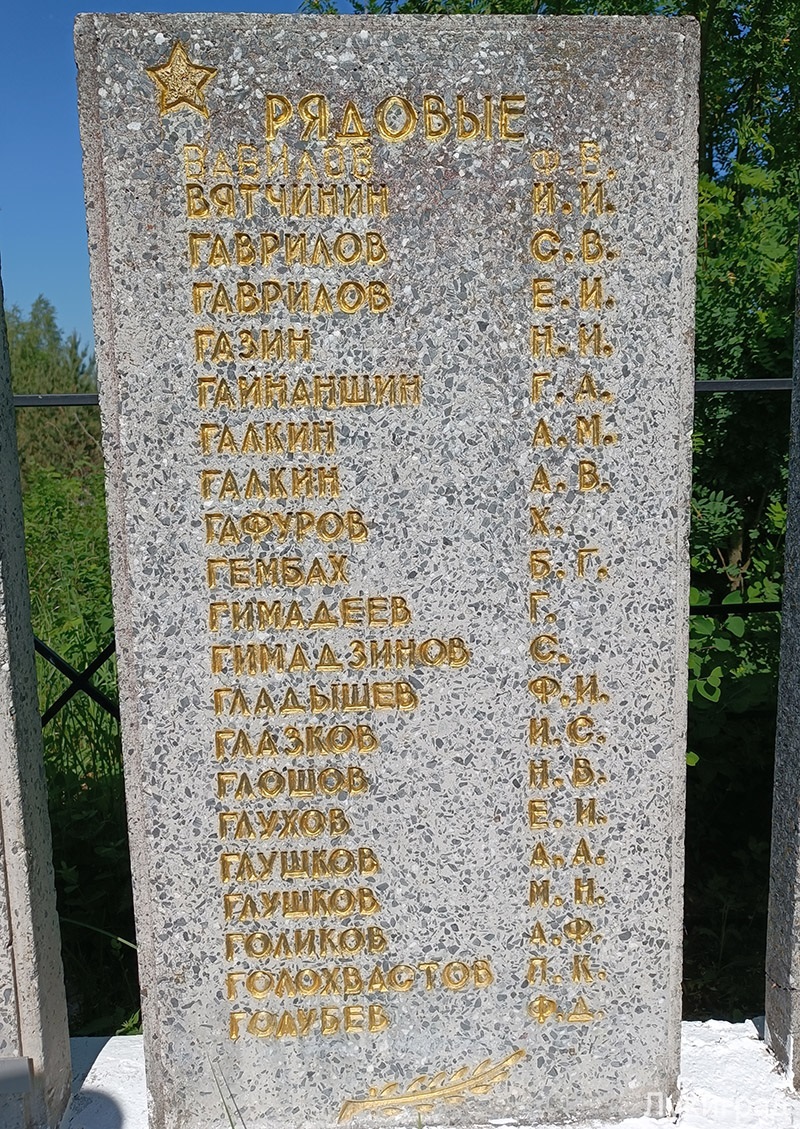 РЯДОВЫЕ
ВАВИЛОВ Ф.В.
ВЯТЧИНИН И.И.
ГАВРИЛОВ С.В.
ГАВРИЛОВ Е.И.
ГАЗИН Н.И.
ГАЙНАНШИН Г.А.
ГАЛКИН А.М.
ГАЛКИН А.В.
ГАФУРОВ Х.
ГЕМБАХ Б.Г.
ГИМАДЕЕВ Г.
ГИМАДЗИНОВ С.
ГЛАДЫШЕВ Ф.И.
ГЛАЗКОВ И.С.
ГЛОШОВ Н.В.
ГЛУХОВ Е.И.
ГЛУШКОВ А.А.
ГЛУШКОВ М.Н.
ГОЛИКОВ А.Ф.
ГОЛОХВАСТОВ П.К.
ГОЛУБЕВ Ф.Д.